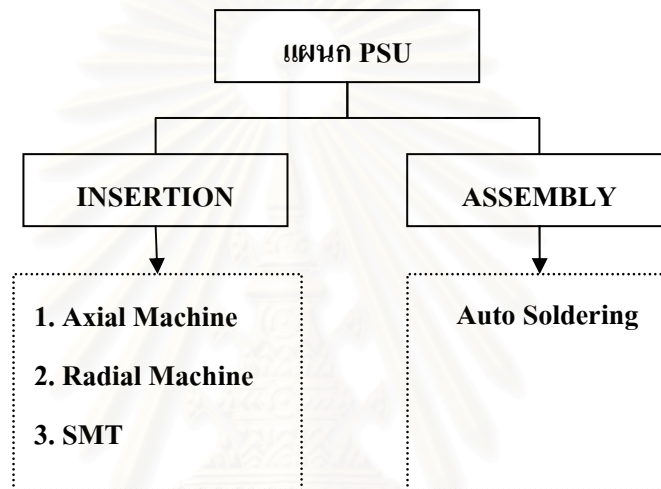 แผนก PSU
INSERTION
ASSEMBLY
1. Axial Machine
2. Radial Machine
3. SMT
Auto Soldering